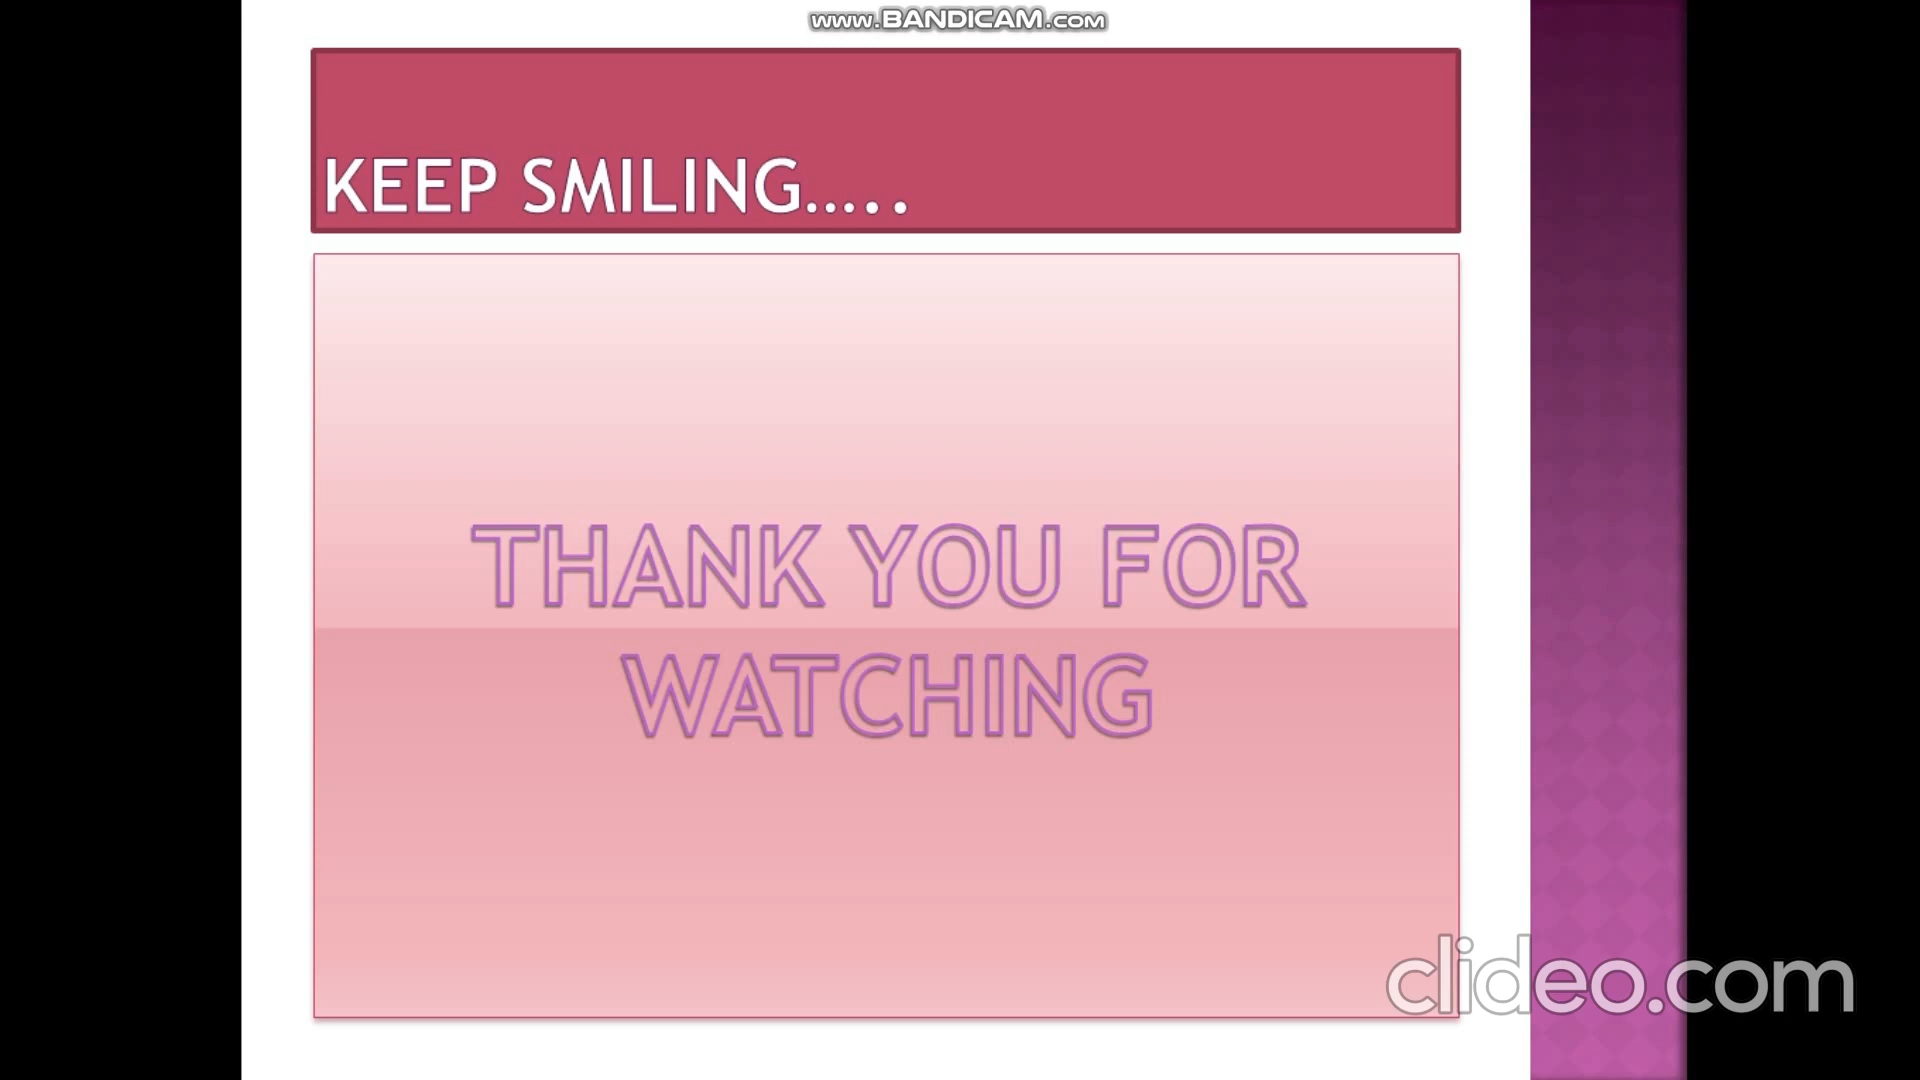 www.BANDICAM.com
KEEP SMILING.....
THANK YOU FOR
WATCHING
clideo.com